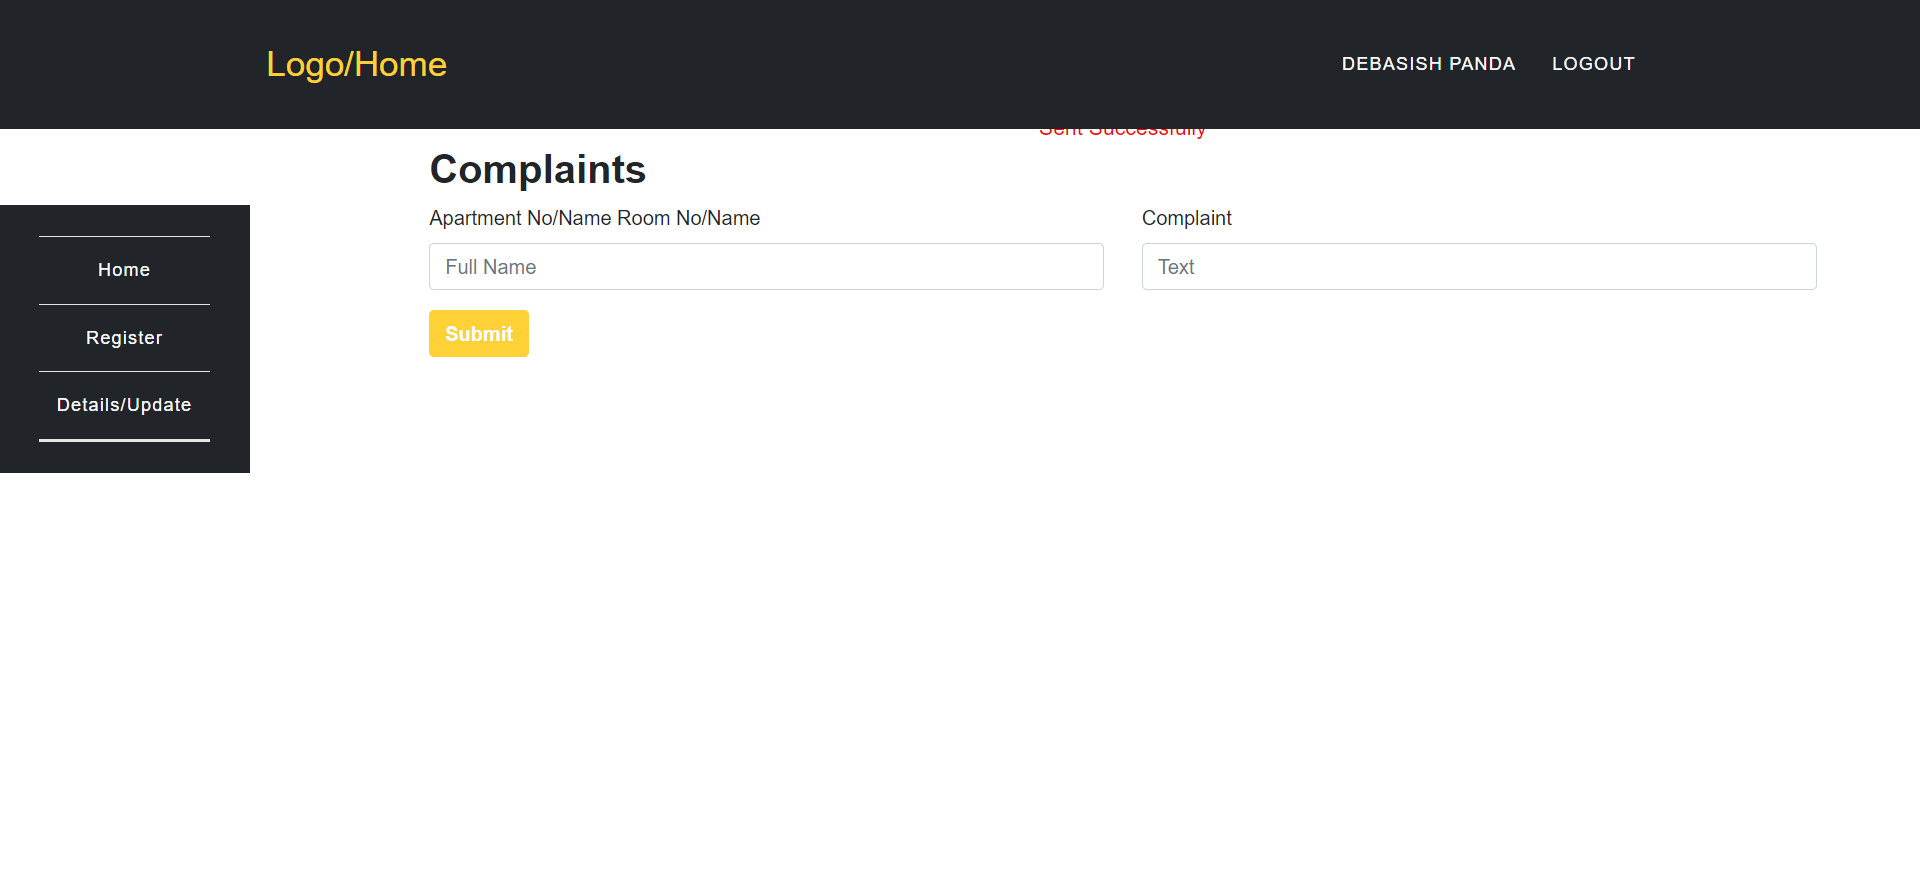 Logo/Home
DEBASISH PANDA LOGOUT
Sent Successfully
Complaints
Apartment No/Name Room No/Name
Complaint
Full Name
Text
Submit
Home
Register
Details/Update